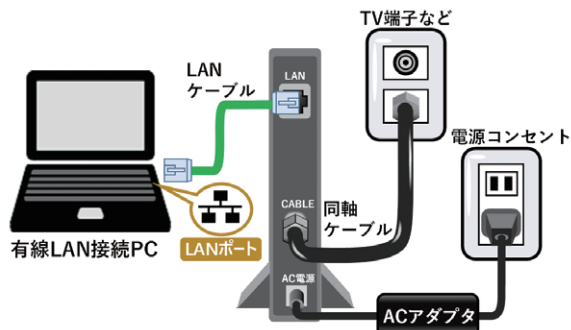 TV端子など
LAN
ケーブル
LAN
電源コンセント
CABLE
同軸
ケーブル
有線LAN接続PC
LANポート
AC電源
ACアダプタ